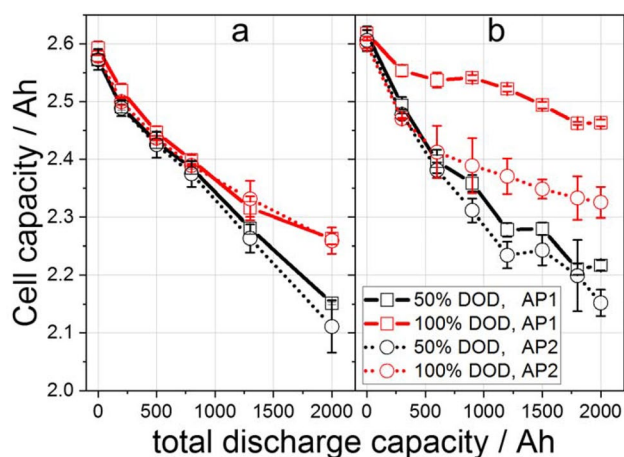 a
b
Cell capacity / Ah
2.6
2.5
2.4
2.3
2.2
2.1
2.0
50% DOD, AP1
100% DOD, AP1
50% DOD, AP2
100% DOD, AP2
0 500 1000 1500 2000 0 500 1000 1500 2000
total discharge capacity / Ah